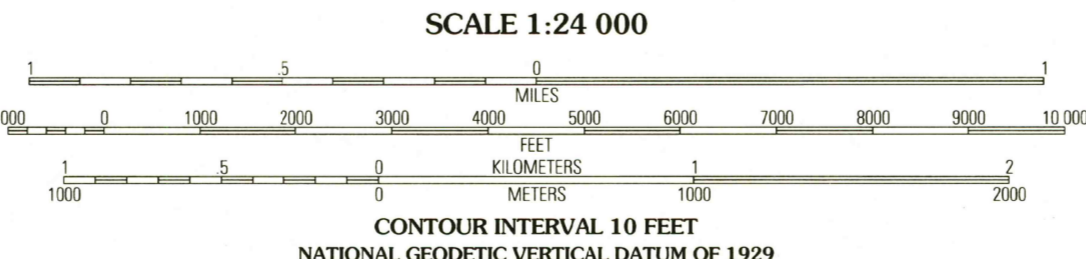 SCALE 1:24 000
1 .5 0 1
MILES
000 0 1000 2000 3000 4000 5000 6000 7000 8000 9000 10 000
FEET
1 .5 0 KILOMETERS 1 2
1000 0 METERS 1000 2000
CONTOUR INTERVAL 10 FEET
NATIONAL GEODETIC VERTICAL DATUM OF 1929